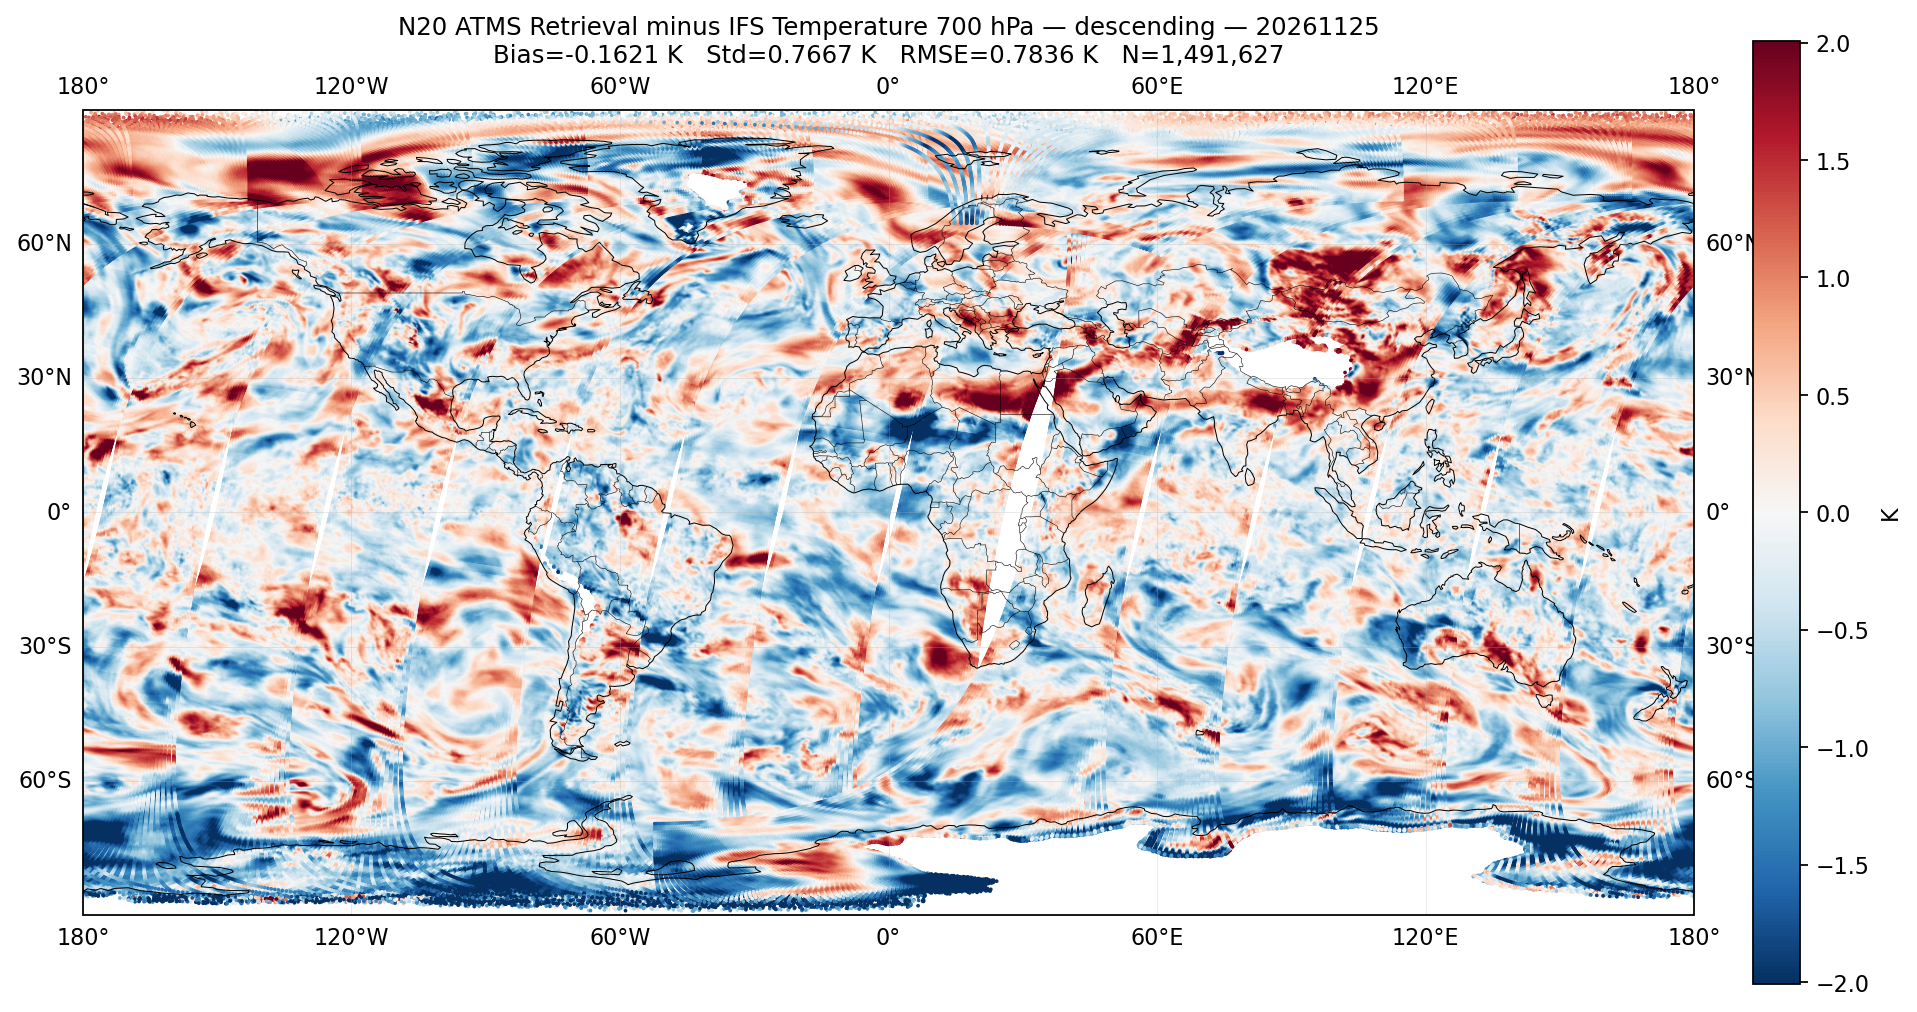 N20 ATMS Retrieval minus IFS Temperature 700 hPa — descending — 20261125
Bias=-0.1621 K   Std=0.7667 K   RMSE=0.7836 K   N=1,491,627
180° 120°W 60°W 0° 60°E 120°E 180°
60°N 60°N
30°N 30°N
0° 0°
30°S 30°S
60°S 60°S
180° 120°W 60°W 0° 60°E 120°E 180°
2.0
1.5
1.0
0.5
0.0
−0.5
−1.0
−1.5
−2.0
K